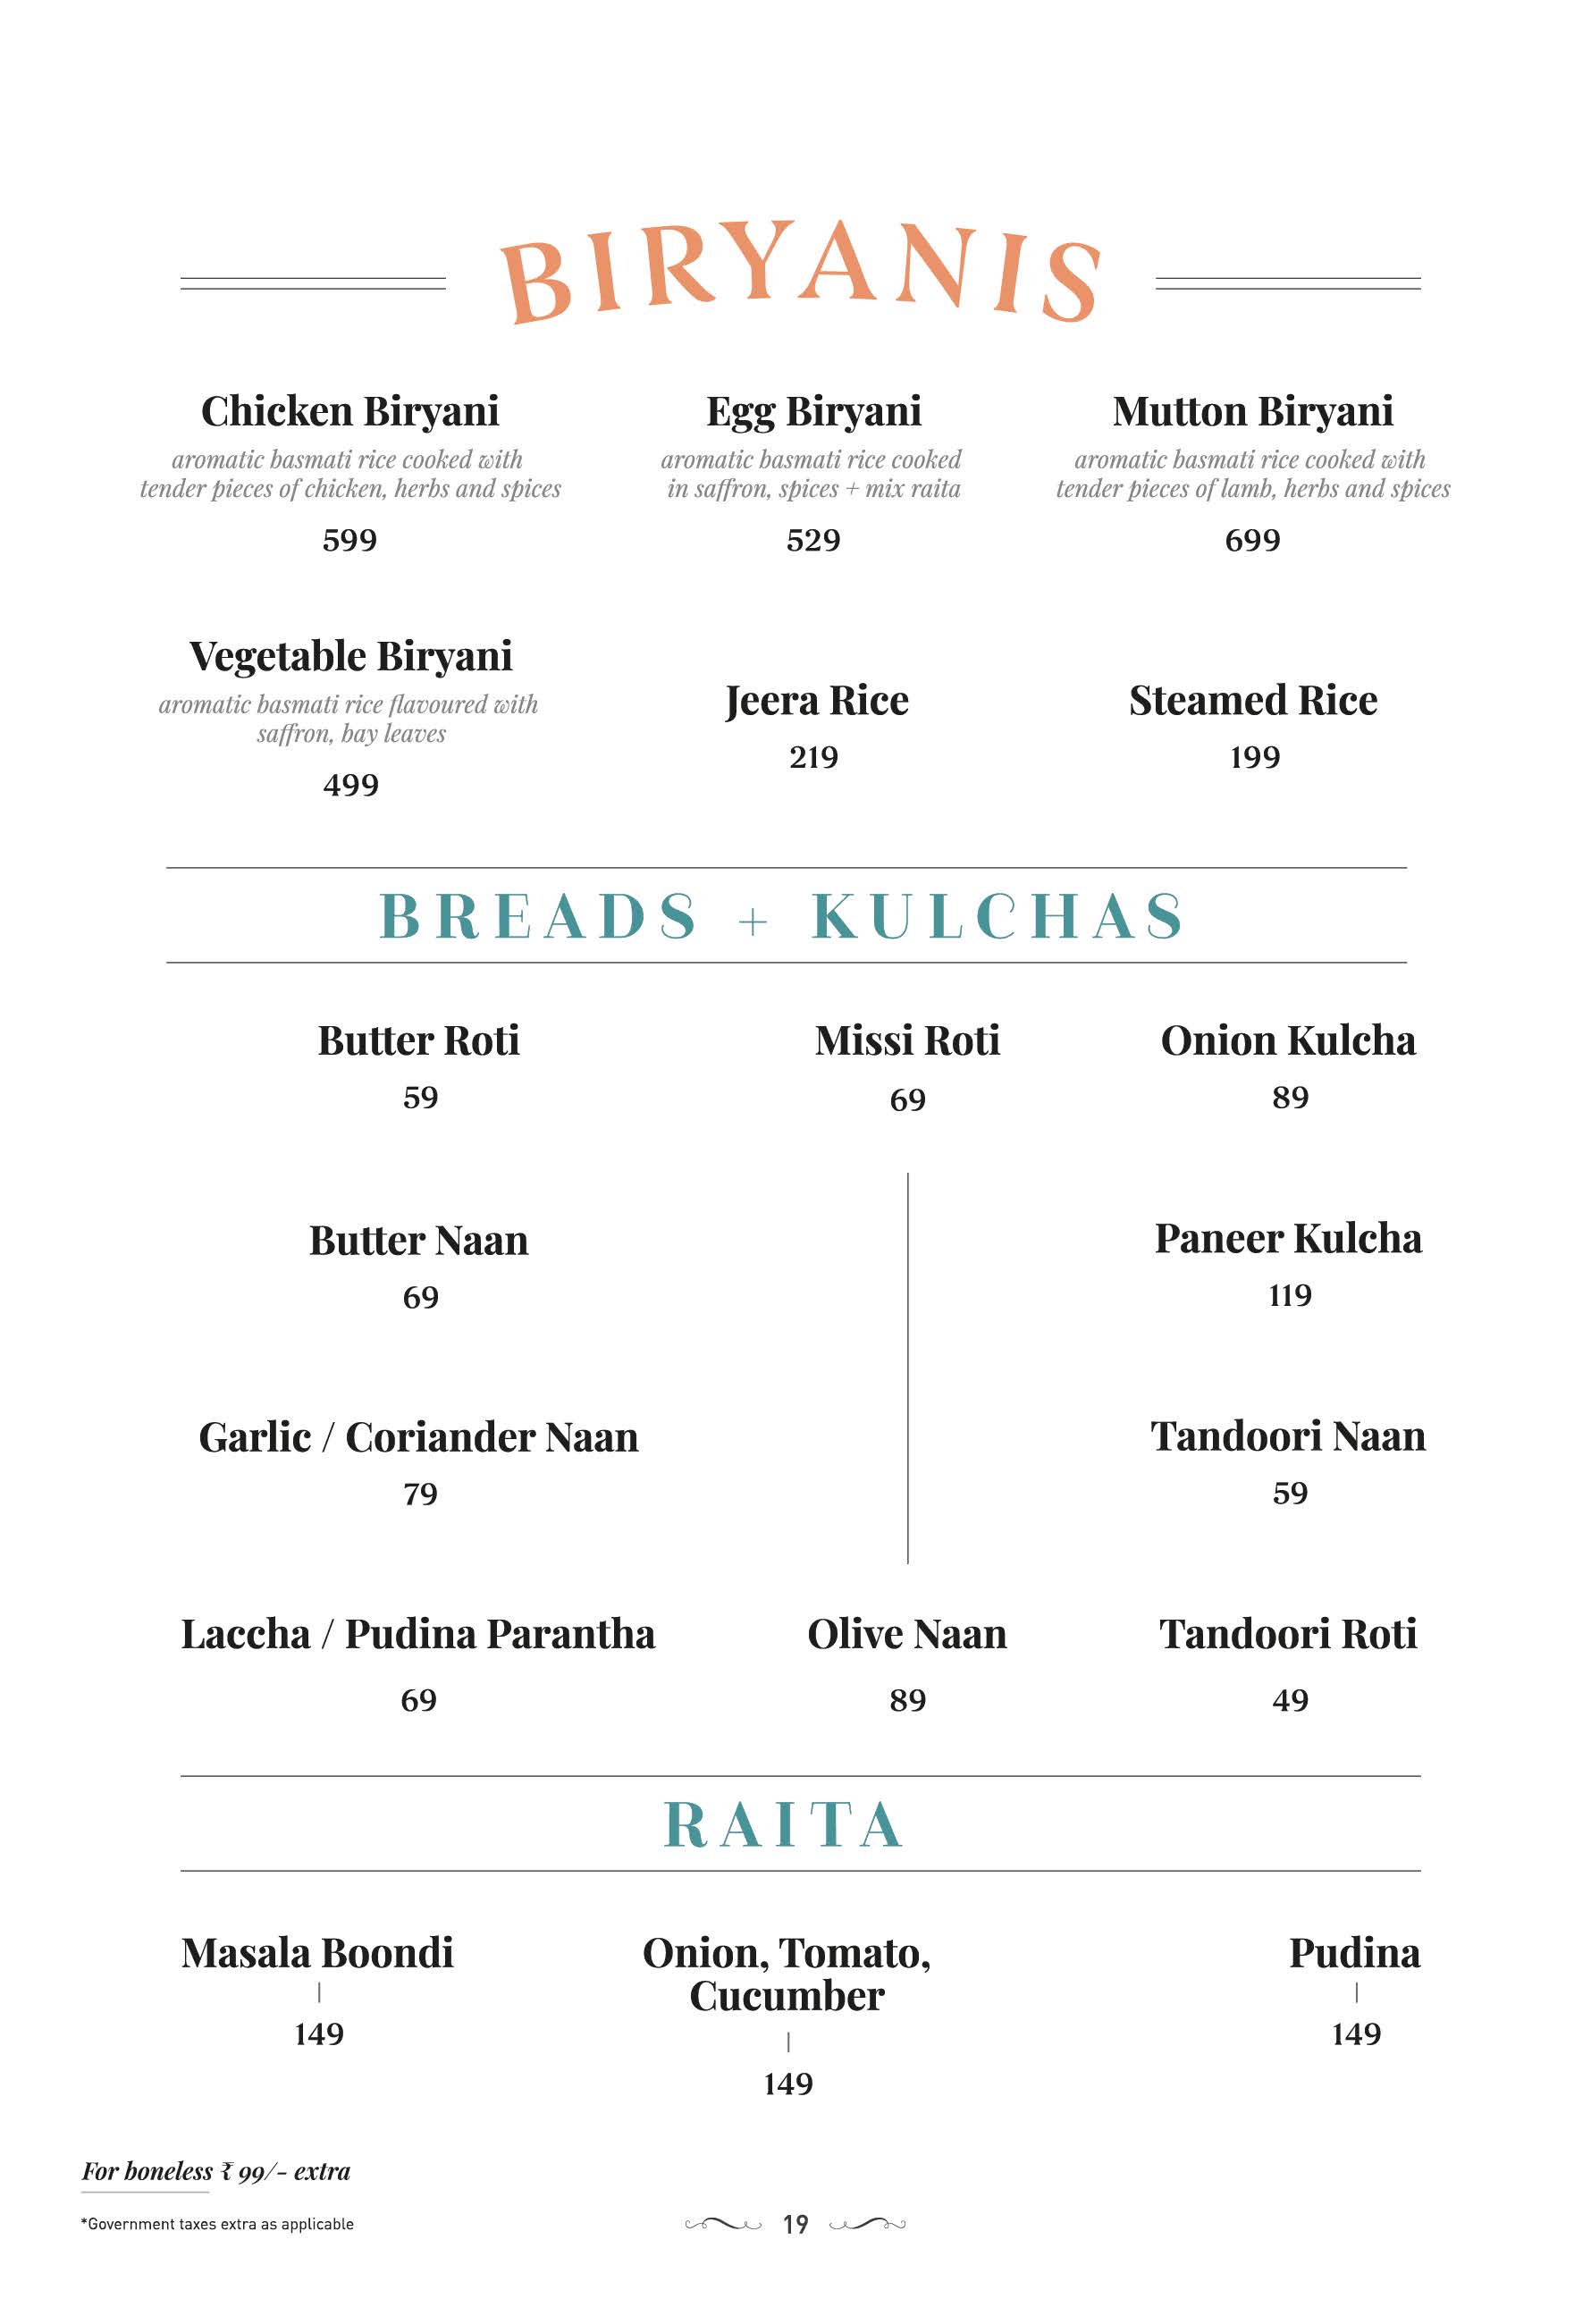 BIRYANIS
Chicken Biryani
aromatic basmati rice cooked with
tender pieces of chicken, herbs and spices
599
Egg Biryani
aromatic basmati rice cooked
in saffron, spices + mix raita
529
Mutton Biryani
aromatic basmati rice cooked with
tender pieces of lamb, herbs and spices
699
Vegetable Biryani
aromatic basmati rice flavoured with
saffron, bay leaves
499
Jeera Rice
219
Steamed Rice
199
BREADS + KULCHAS
Butter Roti
59
Missi Roti
69
Onion Kulcha
89
Butter Naan
69
Paneer Kulcha
119
Garlic / Coriander Naan
79
Tandoori Naan
59
Laccha / Pudina Parantha
69
Olive Naan
89
Tandoori Roti
49
RAITA
Masala Boondi
149
Onion, Tomato,
Cucumber
149
Pudina
149
For boneless ₹ 99/- extra
*Government taxes extra as applicable
19